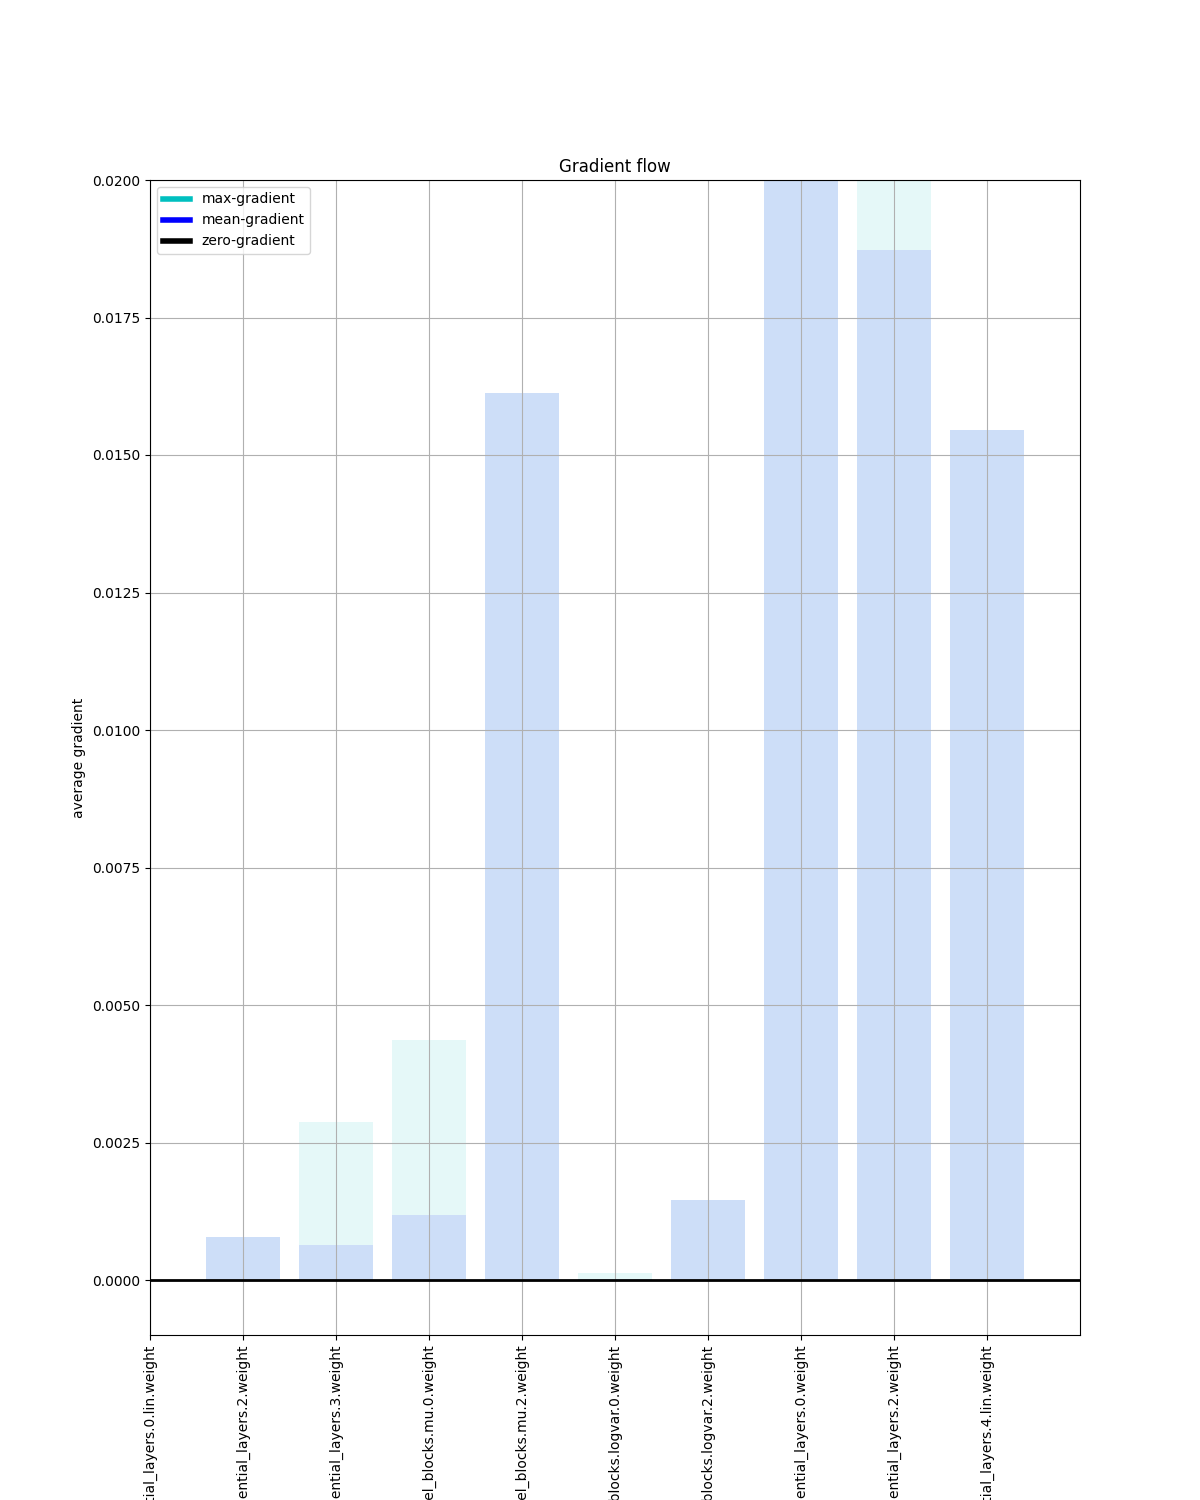 Gradient flow
max-gradient
mean-gradient
zero-gradient
0.0200
0.0175
0.0150
0.0125
0.0100
0.0075
0.0050
0.0025
0.0000
average gradient
tial_layers.0.lin.weight
ential_layers.2.weight
ential_layers.3.weight
el_blocks.mu.0.weight
el_blocks.mu.2.weight
blocks.logvar.0.weight
blocks.logvar.2.weight
ential_layers.0.weight
ential_layers.2.weight
tial_layers.4.lin.weight